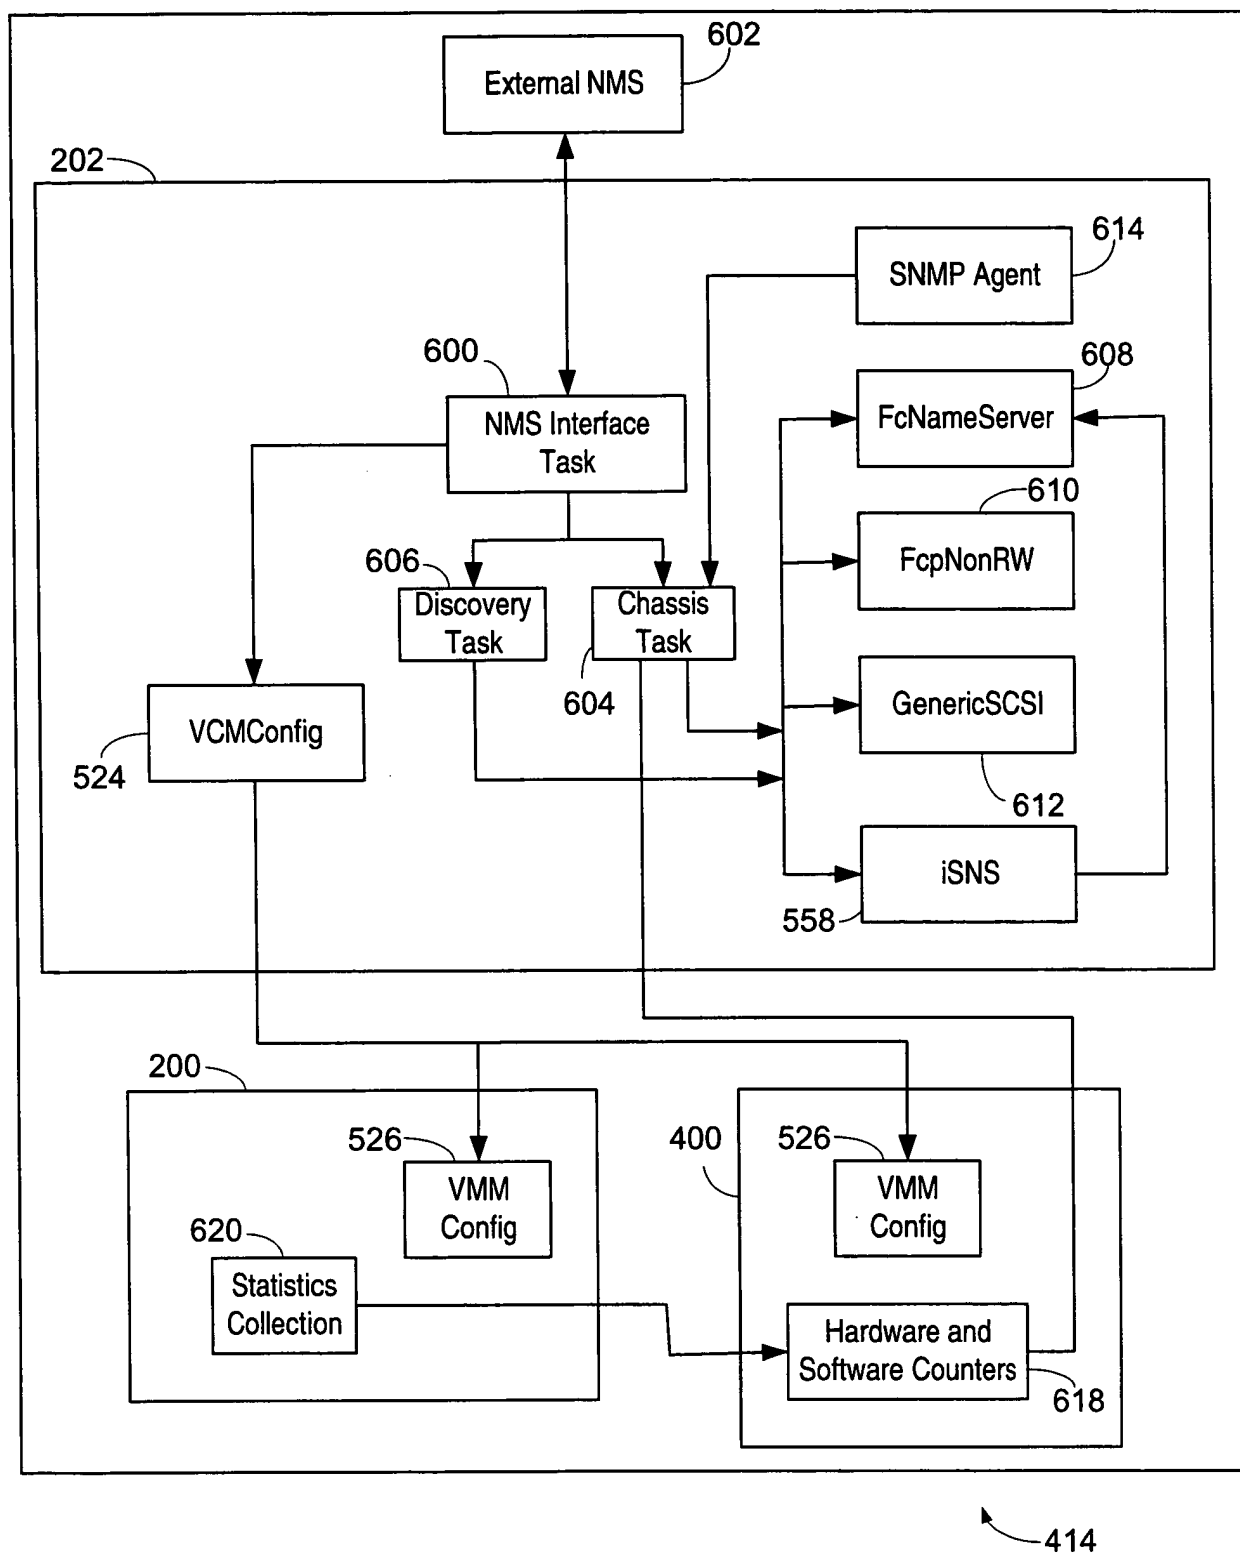 602
External NMS
202
614
SNMP Agent
600
608
NMS Interface
Task
FcNameServer
610
FcpNonRW
606
Discovery
Task
Chassis
Task
604
GenericSCSI
VCMConfig
524
612
iSNS
558
200
526
400
526
VMM
Config
VMM
Config
620
Statistics
Collection
Hardware and
Software Counters
618
414